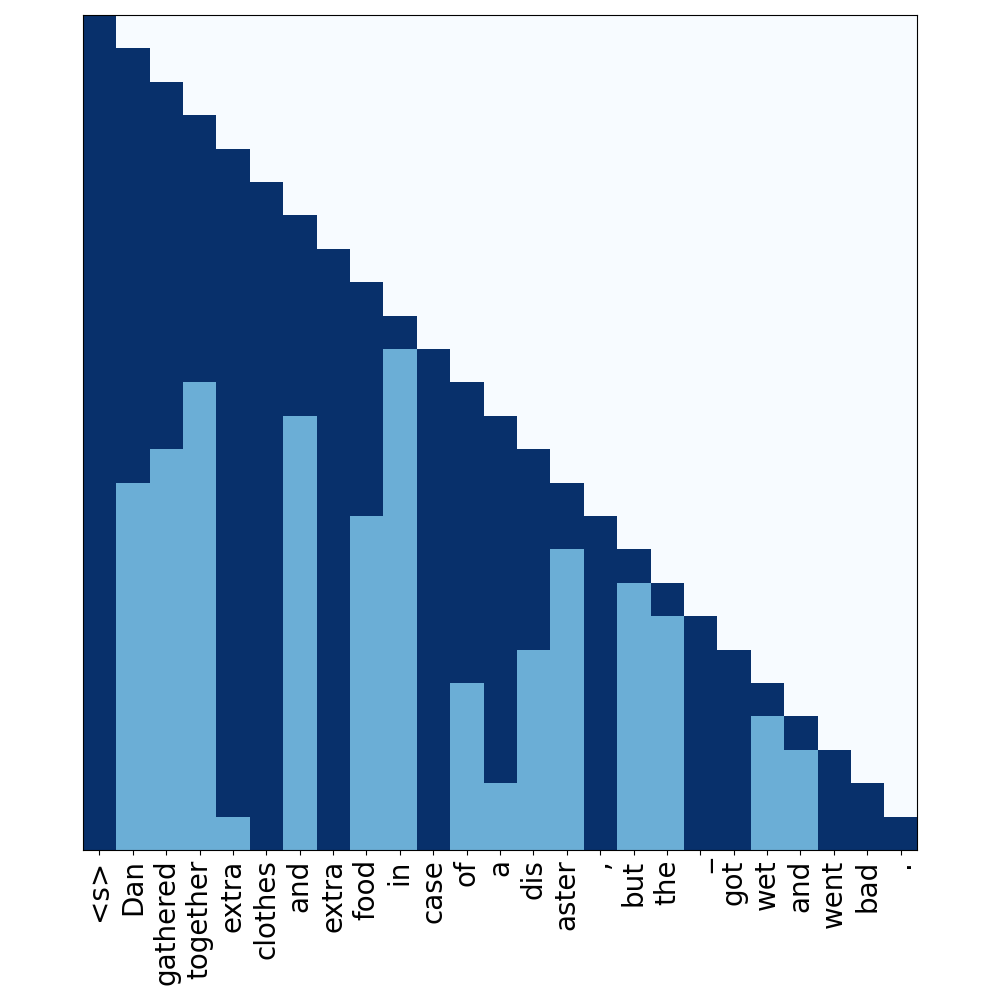 <s> Dan gathered together extra clothes and extra food in case of a dis aster , but the _ got wet and went bad .